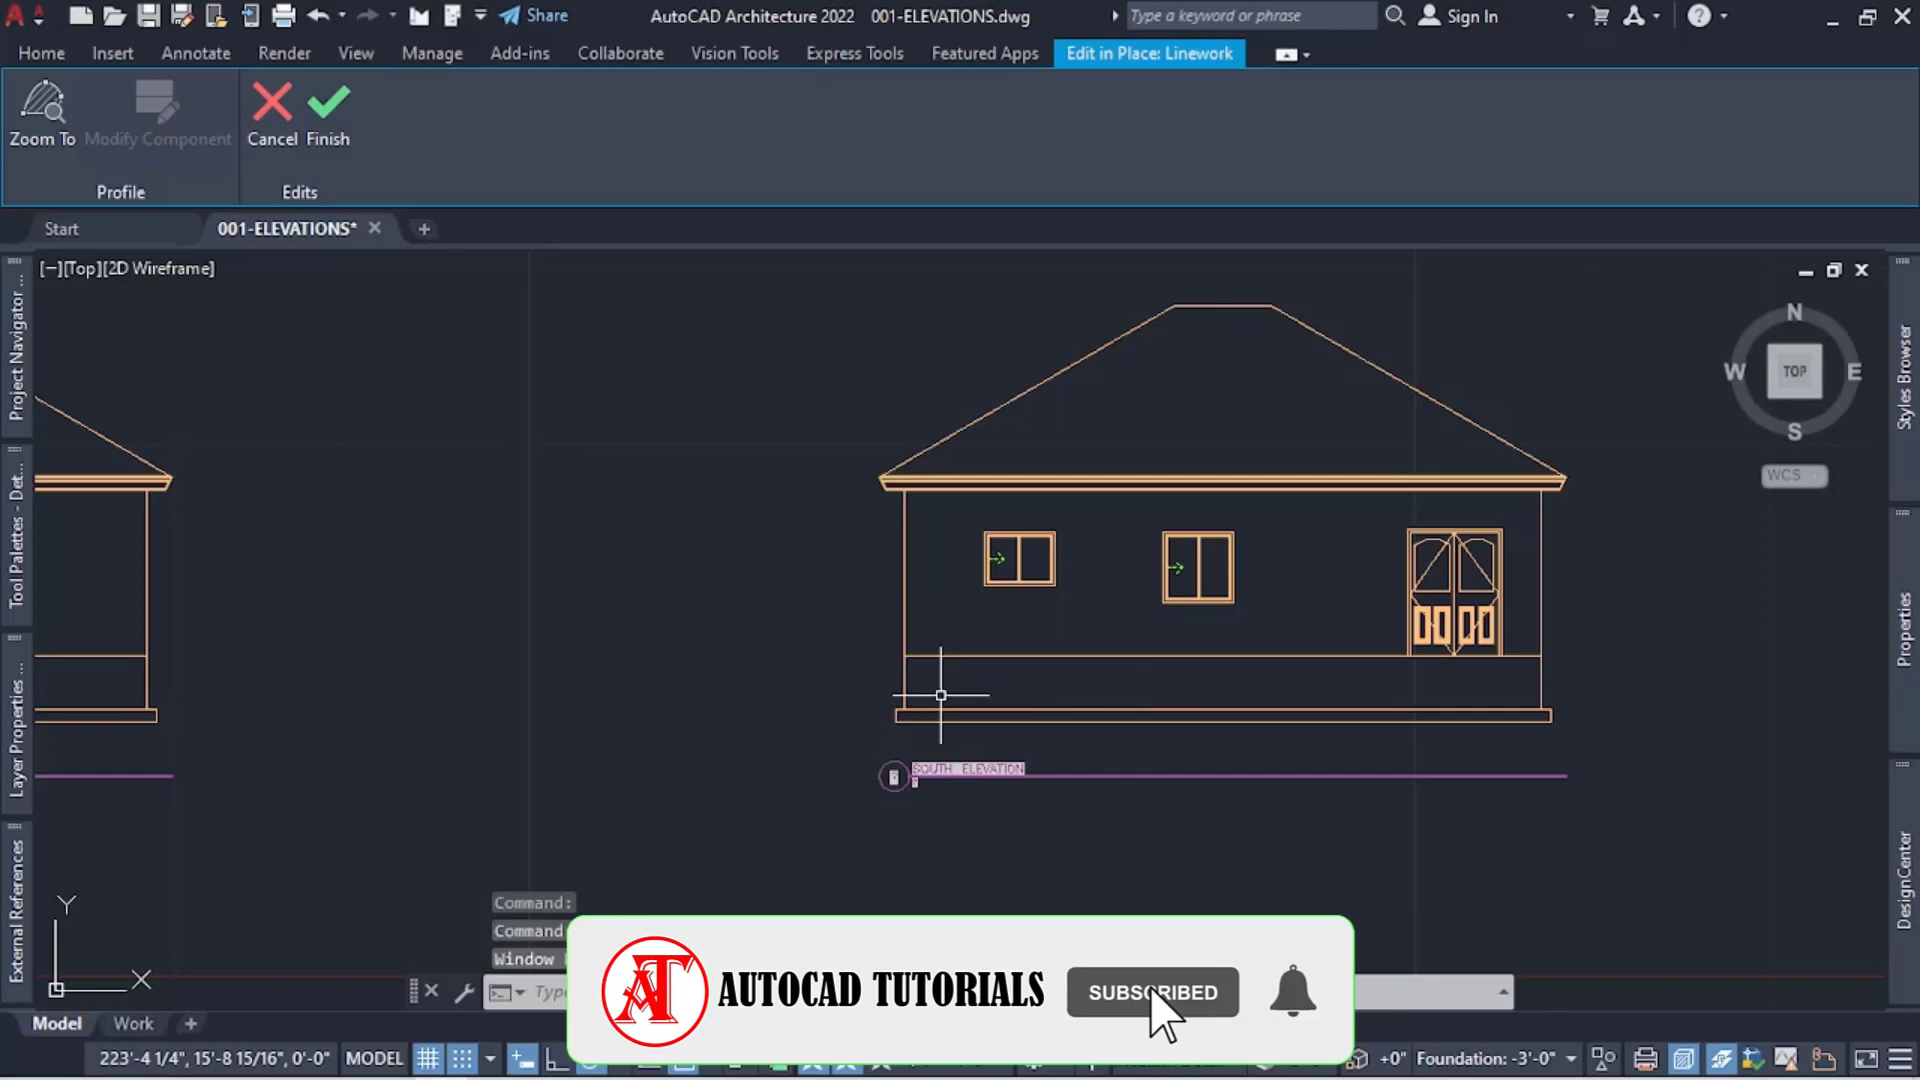 Share
AutoCAD Architecture 2022
001-ELEVATIONS.dwg
Type a keyword or phrase
Sign In
Home
Insert
Annotate
Render
View
Manage
Add-ins
Collaborate
Vision Tools
Express Tools
Featured Apps
Edit in Place: Linework
Zoom To
Modify Component
Cancel
Finish
Profile
Edits
Start
001-ELEVATIONS*
[−][Top][2D Wireframe]
N
W
TOP
E
S
WCS
Project Navigator ...
Tool Palettes - Det...
Layer Properties ...
External References
Styles Browser
Properties
DesignCenter
SOUTH ELEVATION
Y
X
Command:
Command
Window
AT
AUTOCAD TUTORIALS
SUBSCRIBED
Model
Work
223'-4 1/4", 15'-8 15/16", 0'-0"
MODEL
+0"
Foundation: -3'-0"